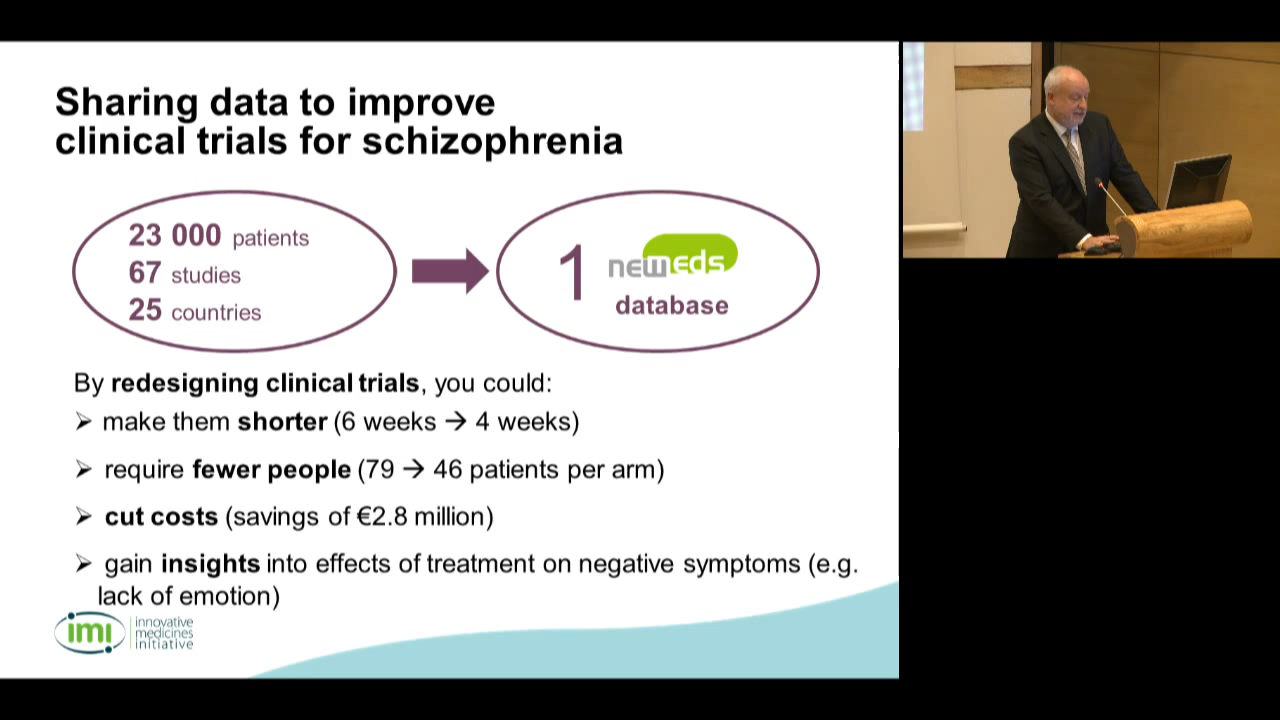 Sharing data to improve
clinical trials for schizophrenia
23 000 patients
67 studies
25 countries
1
newmeds
database
By redesigning clinical trials, you could:
➢ make them shorter (6 weeks → 4 weeks)
➢ require fewer people (79 → 46 patients per arm)
➢ cut costs (savings of €2.8 million)
➢ gain insights into effects of treatment on negative symptoms (e.g.
lack of emotion)
imi
innovative
medicines
initiative